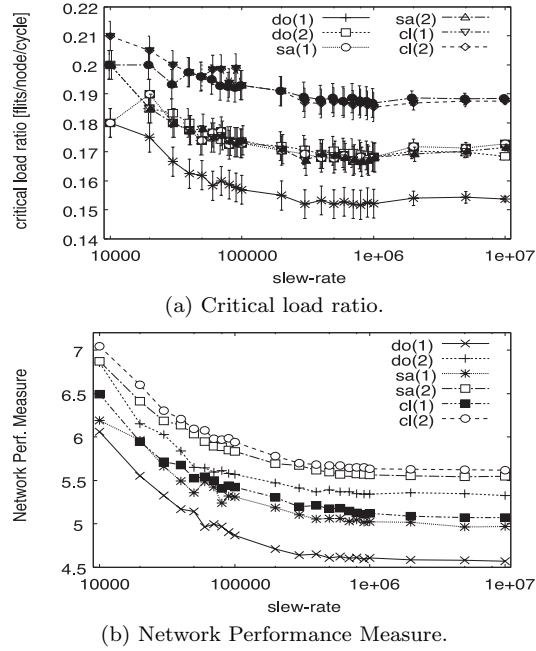 critical load ratio [flits/node/cycle]
0.22
0.21
0.2
0.19
0.18
0.17
0.16
0.15
0.14
do(1)
do(2)
sa(1)
sa(2)
cl(1)
cl(2)
10000 100000 1e+06 1e+07
slew-rate
(a) Critical load ratio.
Network Perf. Measure
7
6.5
6
5.5
5
4.5
do(1)
do(2)
sa(1)
sa(2)
cl(1)
cl(2)
10000 100000 1e+06 1e+07
slew-rate
(b) Network Performance Measure.